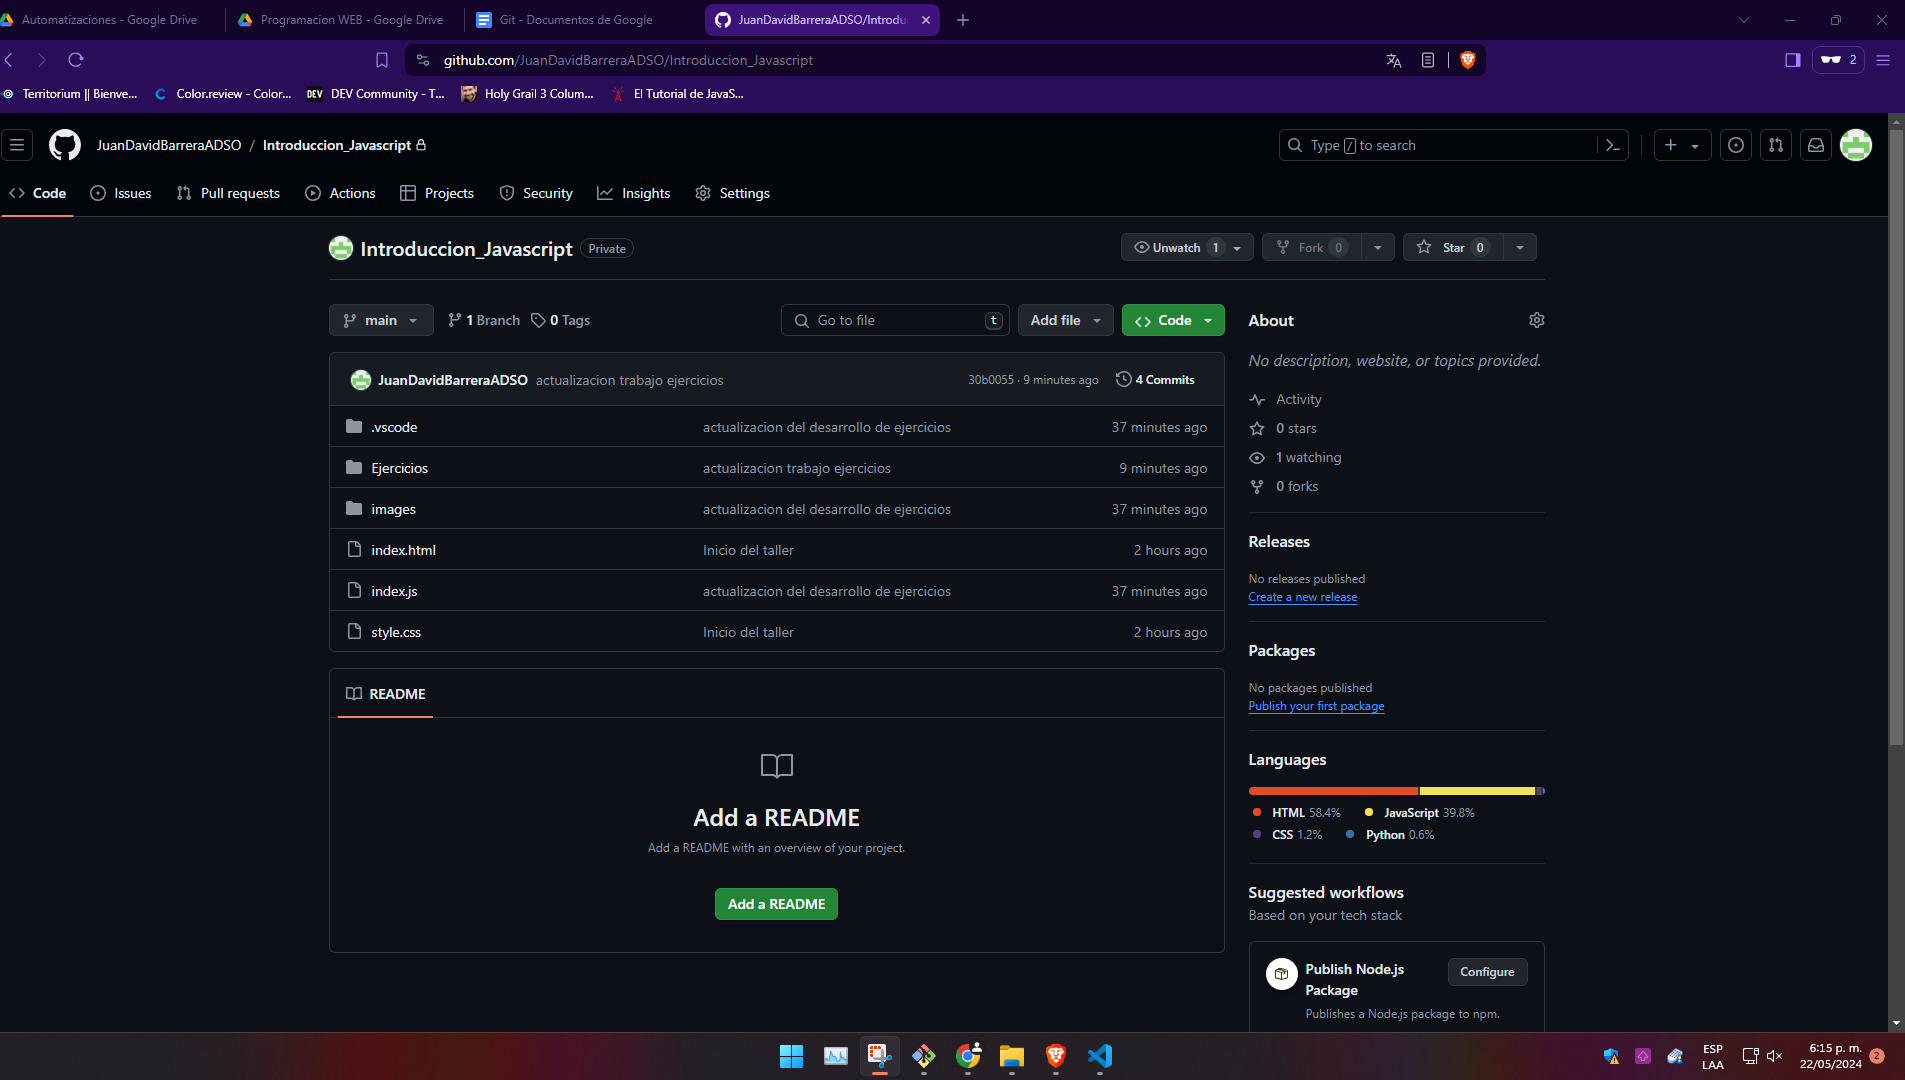 Automatizaciones - Google Drive
Programacion WEB - Google Drive
Git - Documentos de Google
JuanDavidBarreraADSO/Introdu
github.com/JuanDavidBarreraADSO/Introduccion_Javascript
2
Territorium || Bienve...
Color.review - Color...
DEV DEV Community - T...
Holy Grail 3 Colum...
El Tutorial de JavaS...
JuanDavidBarreraADSO / Introduccion_Javascript
Type / to search
Code
Issues
Pull requests
Actions
Projects
Security
Insights
Settings
Introduccion_Javascript Private
Unwatch 1
Fork 0
Star 0
main
1 Branch
0 Tags
Go to file t
Add file
Code
JuanDavidBarreraADSO actualizacion trabajo ejercicios 30b0055 · 9 minutes ago 4 Commits
.vscode actualizacion del desarrollo de ejercicios 37 minutes ago
Ejercicios actualizacion trabajo ejercicios 9 minutes ago
images actualizacion del desarrollo de ejercicios 37 minutes ago
index.html Inicio del taller 2 hours ago
index.js actualizacion del desarrollo de ejercicios 37 minutes ago
style.css Inicio del taller 2 hours ago
README
Add a README
Add a README with an overview of your project.
Add a README
About
No description, website, or topics provided.
Activity
0 stars
1 watching
0 forks
Releases
No releases published
Create a new release
Packages
No packages published
Publish your first package
Languages
HTML 58.4% JavaScript 39.8%
CSS 1.2% Python 0.6%
Suggested workflows
Based on your tech stack
Publish Node.js Package
Configure
Publishes a Node.js package to npm.
ESP
LAA
6:15 p. m.
22/05/2024
2